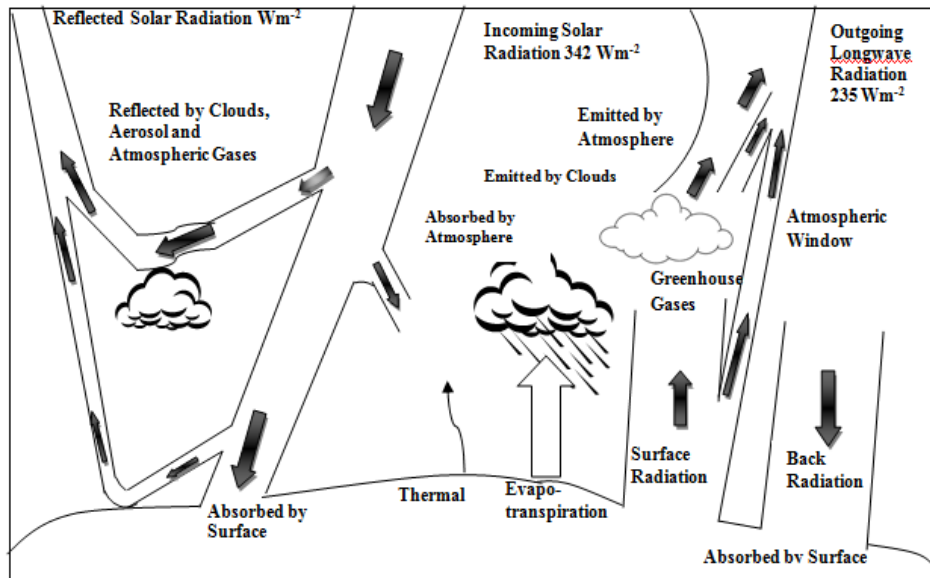 Reflected Solar Radiation Wm-2
Incoming Solar
Radiation 342 Wm-2
Outgoing
Longwave
Radiation
235 Wm-2
Reflected by Clouds,
Aerosol and
Atmospheric Gases
Emitted by
Atmosphere
Emitted by Clouds
Absorbed by
Atmosphere
Atmospheric
Window
Greenhouse
Gases
Thermal
Evapo-
transpiration
Surface
Radiation
Back
Radiation
Absorbed by
Surface
Absorbed by Surface